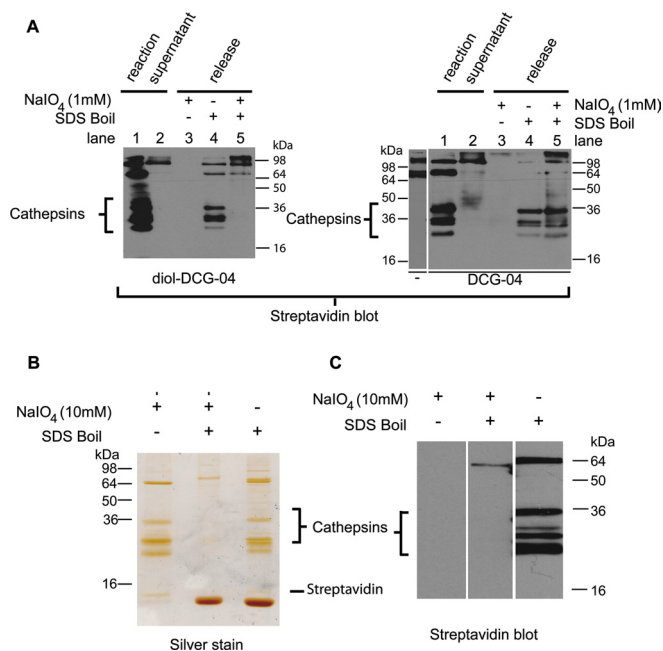 A
reaction
supernatant
release
NaIO4 (1mM) + - +
SDS Boil - + +
lane 1 2 3 4 5
kDa
98
64
50
36
16
Cathepsins
diol-DCG-04
reaction
supernatant
release
+ - + NaIO4 (1mM)
- + + SDS Boil
kDa 1 2 3 4 5 lane
98
64
50
36
16
98
64
50
36
16
Cathepsins
- DCG-04
Streptavidin blot
B
NaIO4 (10mM) + + -
SDS Boil - + +
kDa
98
64
50
36
16
Cathepsins
Streptavidin
Silver stain
C
NaIO4 (10mM) + + -
SDS Boil - + +
kDa
64
50
36
16
Streptavidin blot